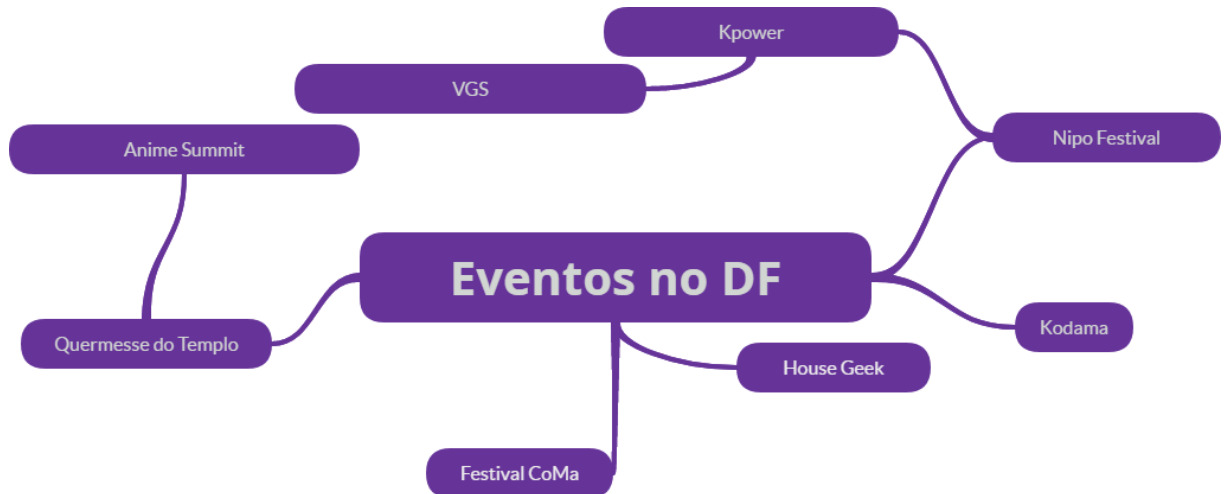 Kpower
VGS
Nipo Festival
Anime Summit
Eventos no DF
Kodama
Quermesse do Templo
House Geek
Festival CoMa